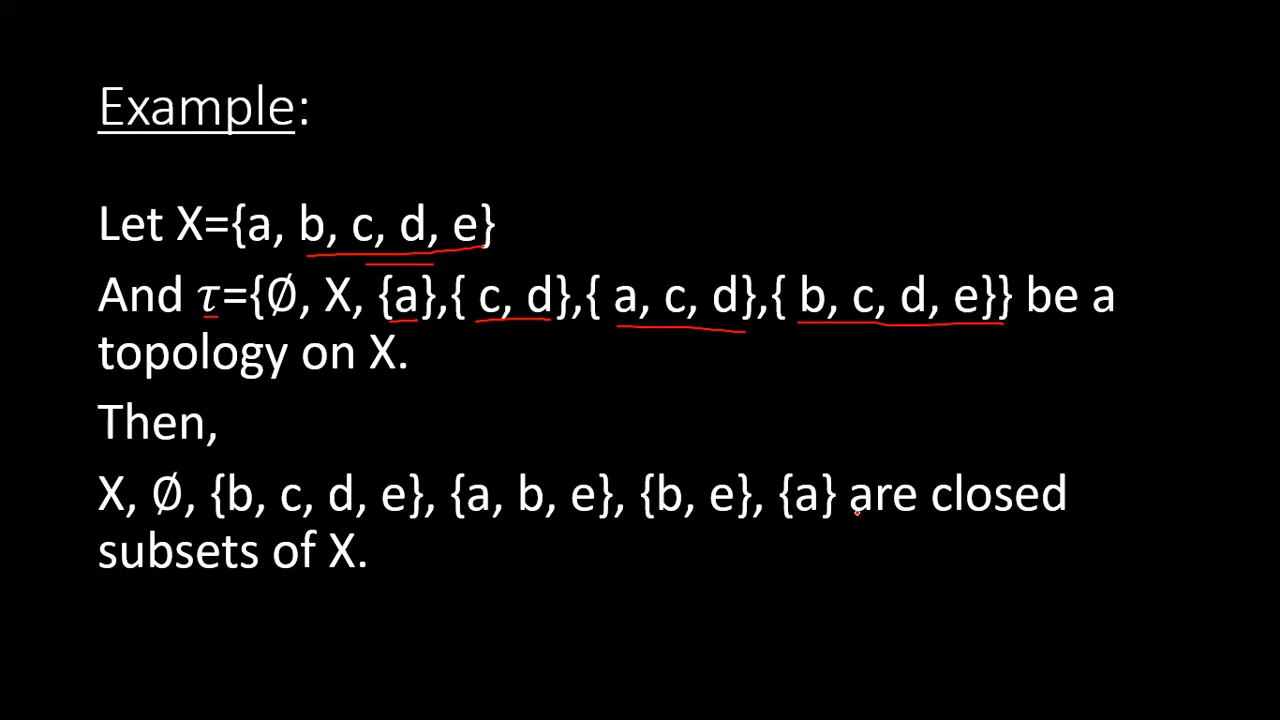 Example:
Let X={a, b, c, d, e}
And 𝜏={∅, X, {a},{ c, d},{ a, c, d},{ b, c, d, e}} be a
topology on X.
Then,
X, ∅, {b, c, d, e}, {a, b, e}, {b, e}, {a} are closed
subsets of X.